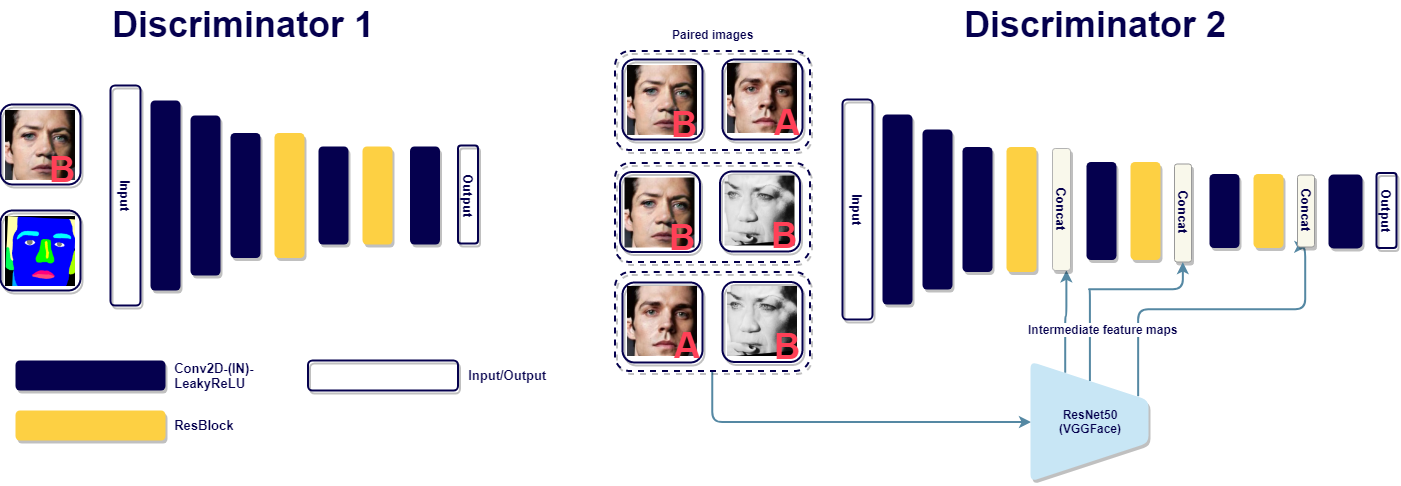 Discriminator 1
Discriminator 2
Paired images
B
Input
Output
B
A
B
B
A
B
Input
Concat
Concat
Concat
Output
Intermediate feature maps
ResNet50
(VGGFace)
Conv2D-(IN)-
LeakyReLU
Input/Output
ResBlock